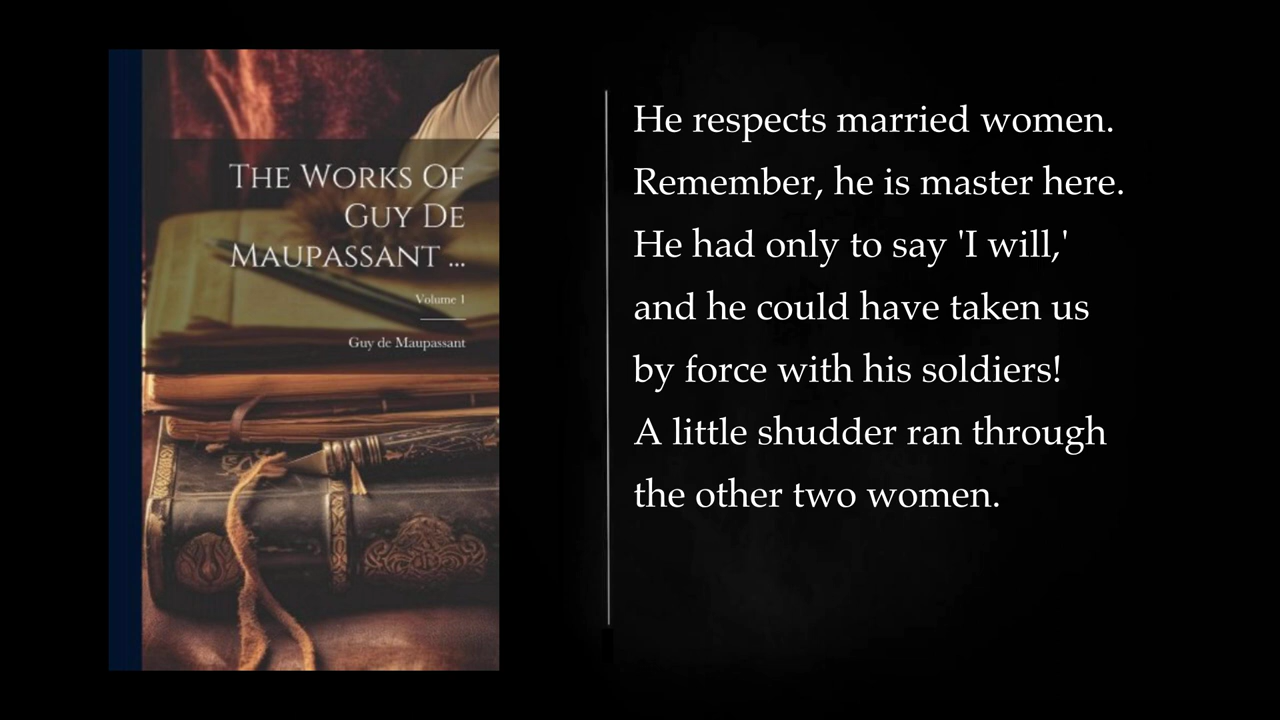 The Works Of
Guy De
Maupassant ...
Volume 1
Guy de Maupassant
He respects married women.
Remember, he is master here.
He had only to say 'I will,'
and he could have taken us
by force with his soldiers!
A little shudder ran through
the other two women.